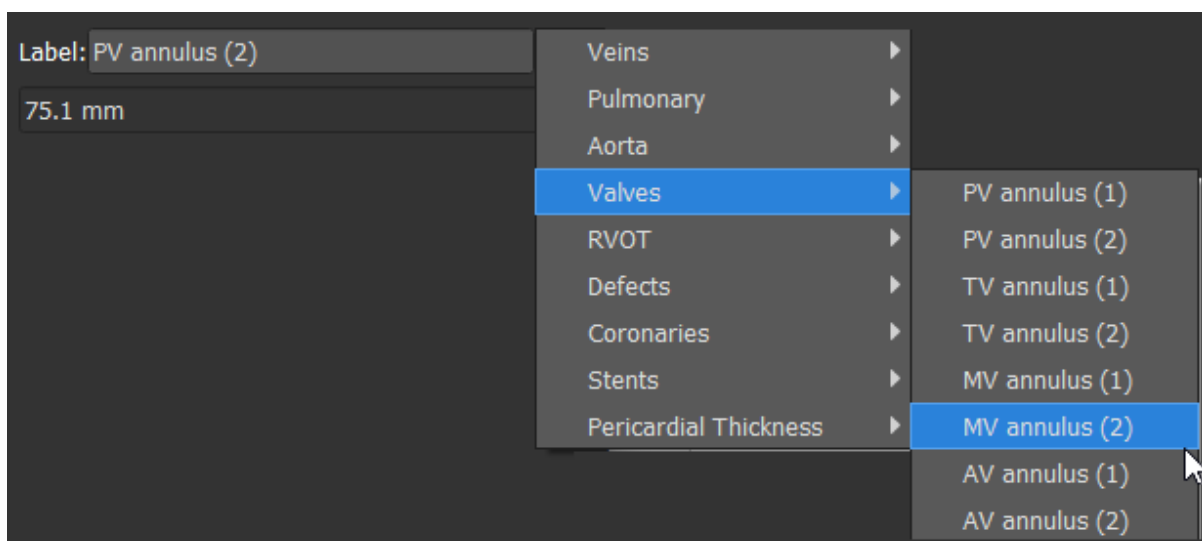 Label: PV annulus (2)
75.1 mm
Veins
Pulmonary
Aorta
Valves
RVOT
Defects
Coronaries
Stents
Pericardial Thickness
PV annulus (1)
PV annulus (2)
TV annulus (1)
TV annulus (2)
MV annulus (1)
MV annulus (2)
AV annulus (1)
AV annulus (2)